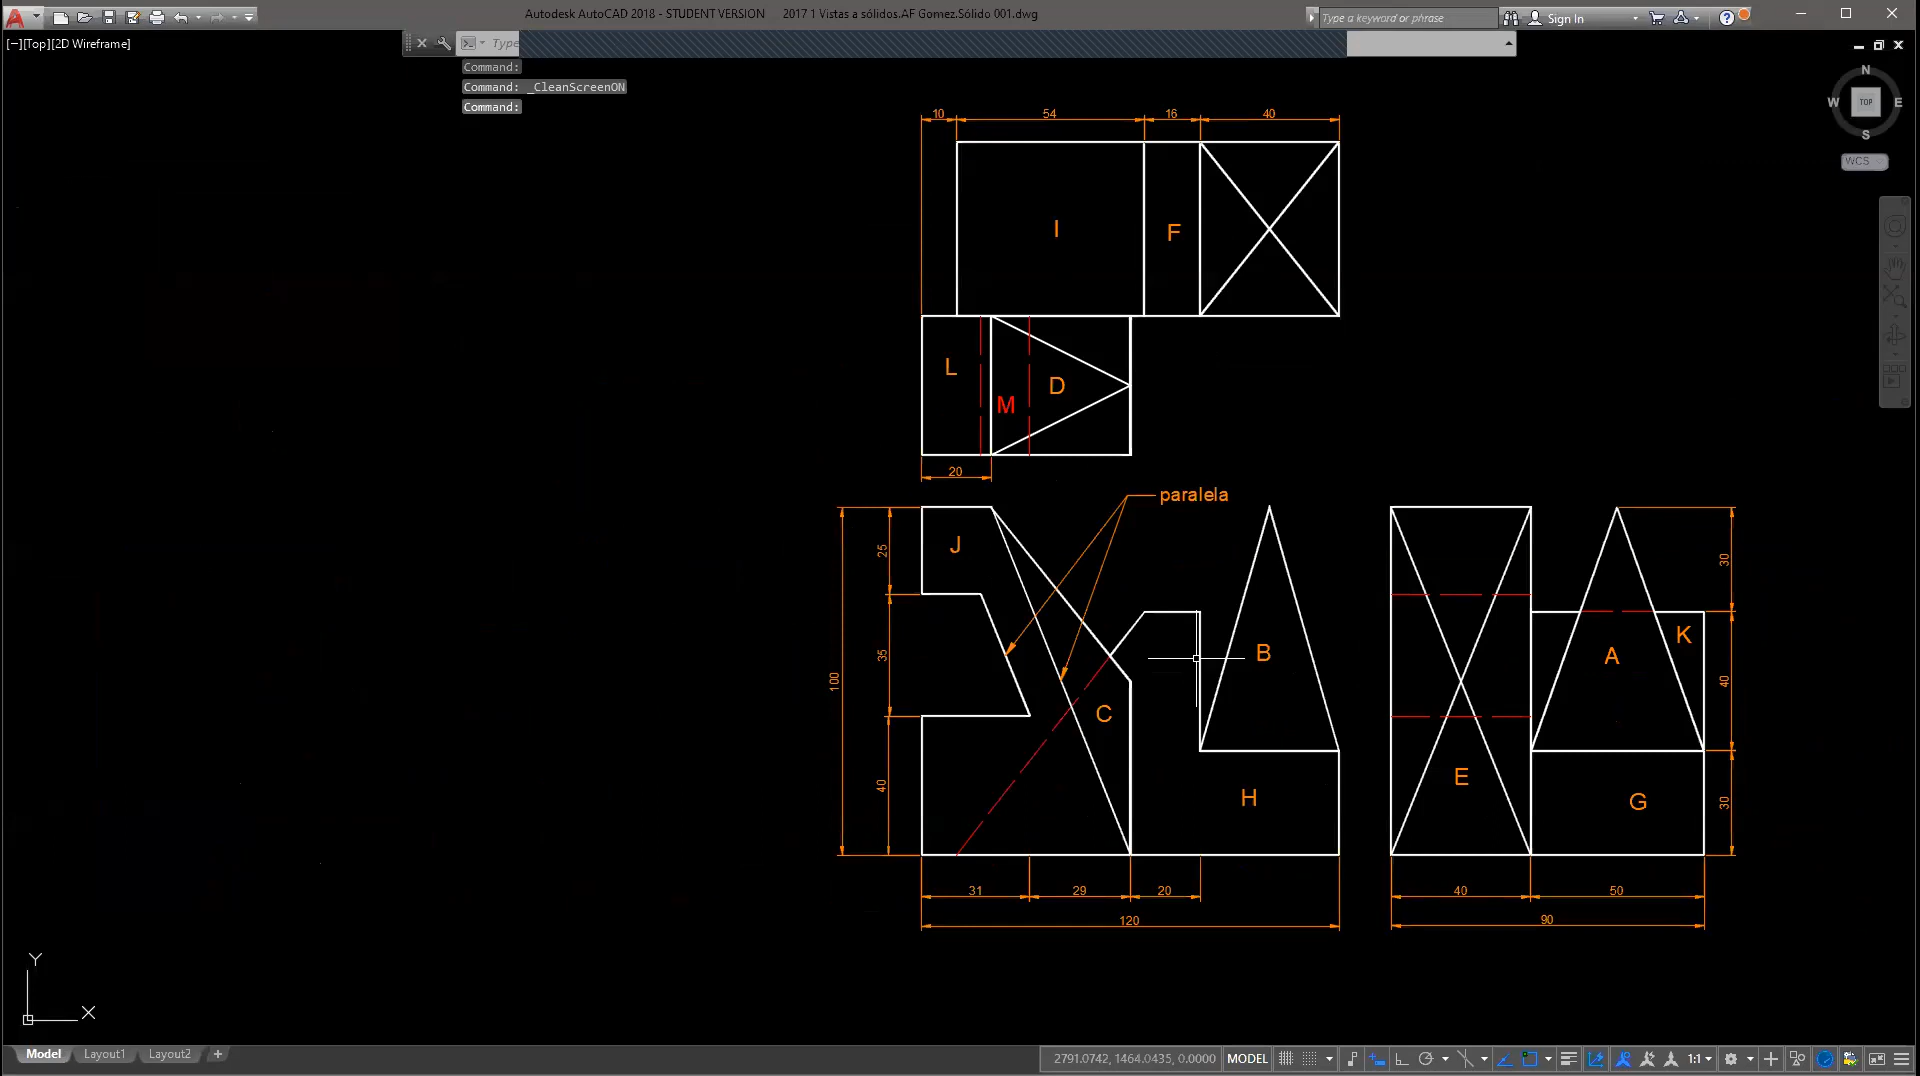 Autodesk AutoCAD 2018 - STUDENT VERSION 2017 1 Vistas a sólidos.AF Gomez.Sólido 001.dwg
Type a keyword or phrase
Sign In
[−][Top][2D Wireframe]
Type
Command:
Command: _CleanScreenON
Command:
N
W TOP E
S
WCS
10 54 16 40
I F
L D
M
20
paralela
J
25
30
B A K
35
100 40
C
E
40 H G 30
31 29 20 40 50
120 90
Y
X
Model Layout1 Layout2 +
2791.0742, 1464.0435, 0.0000 MODEL 1:1